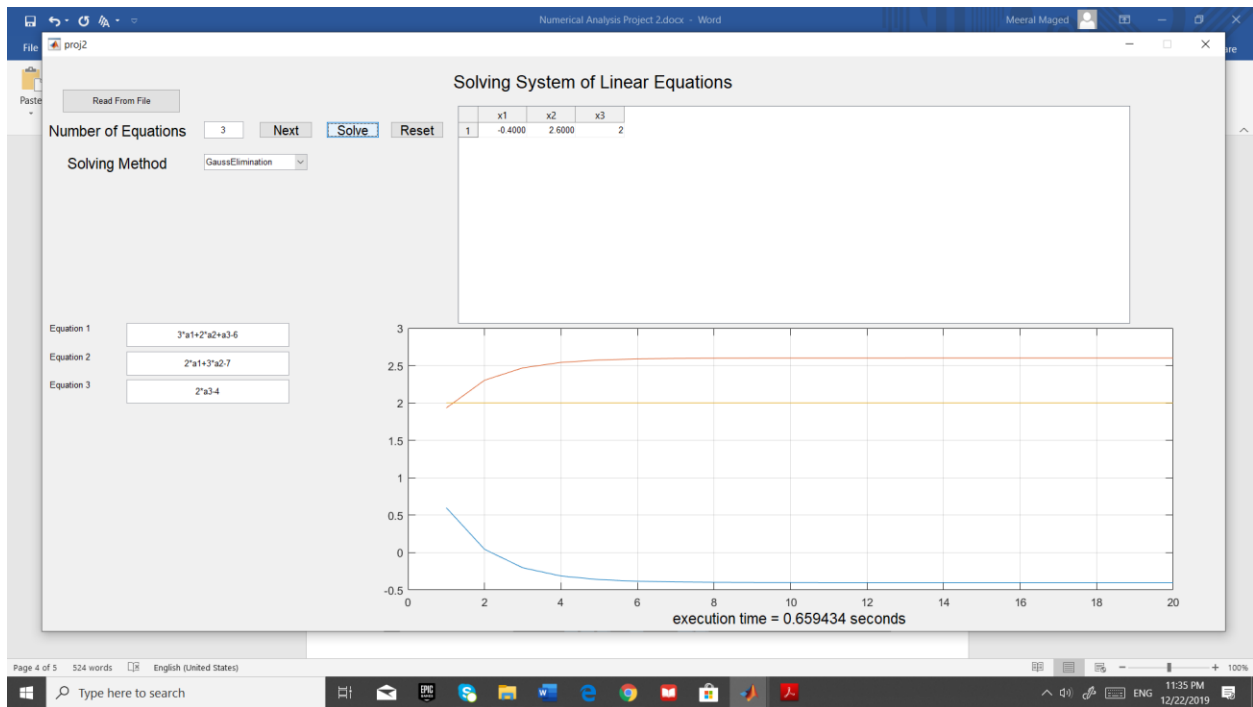 Numerical Analysis Project 2.docx - Word
Meeral Maged
File
proj2
are
Paste
Solving System of Linear Equations
Read From File
Number of Equations
3
Next
Solve
Reset
x1 x2 x3
1 -0.4000 2.6000 2
Solving Method
GaussElimination
Equation 1
3*a1+2*a2+a3-6
Equation 2
2*a1+3*a2-7
Equation 3
2*a3-4
3
2.5
2
1.5
1
0.5
0
-0.5
0 2 4 6 8 10 12 14 16 18 20
execution time = 0.659434 seconds
Page 4 of 5 524 words English (United States)
100%
Type here to search
EPIC
ENG
11:35 PM
12/22/2019